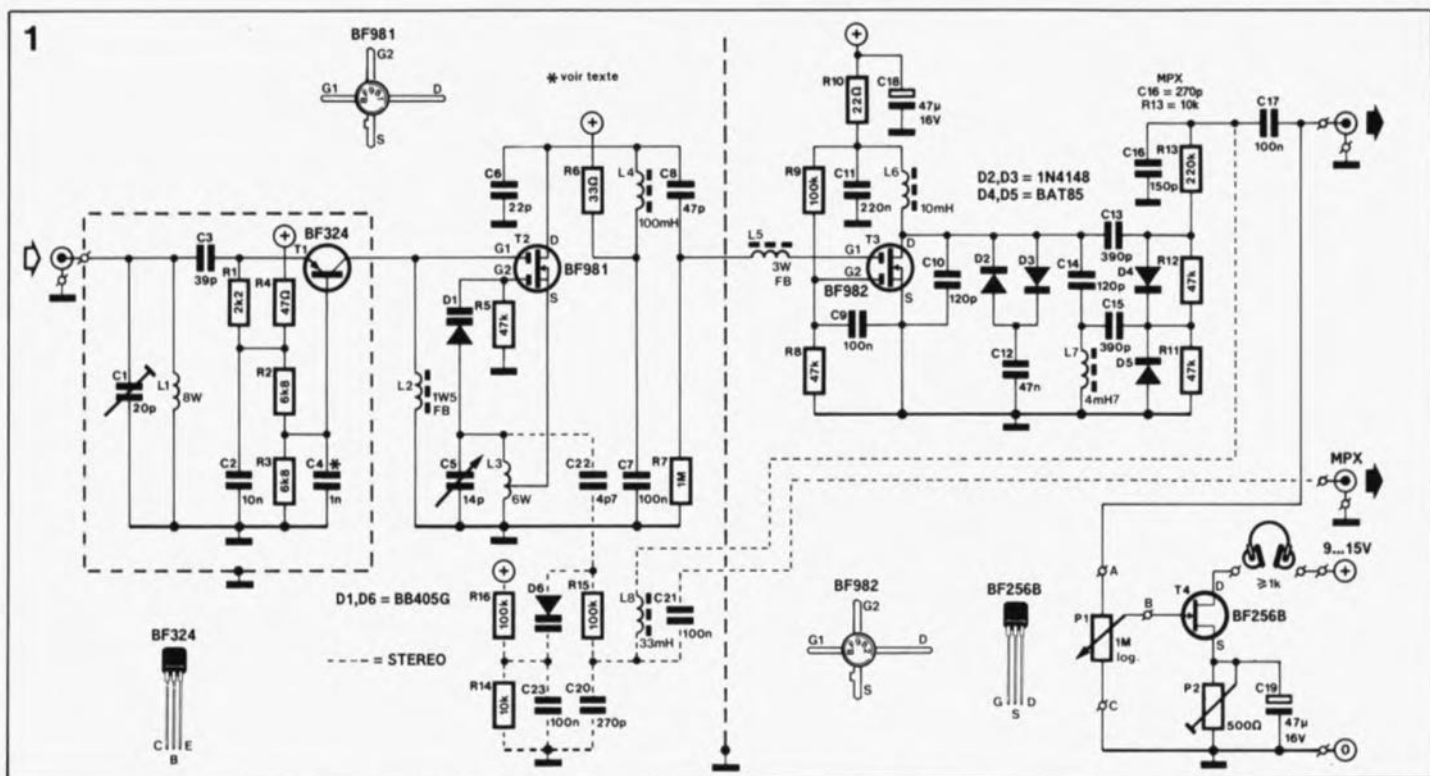 1
BF981
G2
G1
D
S
* voir texte
BF324
T1
C3
39p
R1
2k2
R4
47Ω
R2
6k8
R3
6k8
C4
*
1n
C1
20p
L1
8W
C2
10n
C6
22p
R6
33Ω
L4
100mH
C8
47p
G1
T2
D
G2
S
BF981
D1
R5
47k
L2
1W5
FB
C5
14p
L3
6W
C22
4p7
C7
100n
R7
1M
D1,D6 = BB405G
R16
100k
D6
R15
100k
L8
33mH
C21
100n
R14
10k
C23
100n
C20
270p
---- = STEREO
BF324
C
B
E
R10
22Ω
C18
47µ
16V
R9
100k
C11
220n
L6
10mH
D2,D3 = 1N4148
D4,D5 = BAT85
MPX
C16 = 270p
R13 = 10k
C17
100n
C16
150p
R13
220k
L5
3W
FB
G1
T3
D
G2
S
BF982
C10
120p
D2
D3
C13
390p
C14
120p
D4
R12
47k
C9
100n
C15
390p
R8
47k
C12
47n
L7
4mH7
D5
R11
47k
MPX
9...15V
≥1k
A
B
C
P1
1M
log.
T4
D
S
BF256B
P2
500Ω
C19
47µ
16V
0
BF982
G2
G1
D
S
BF256B
G
S
D